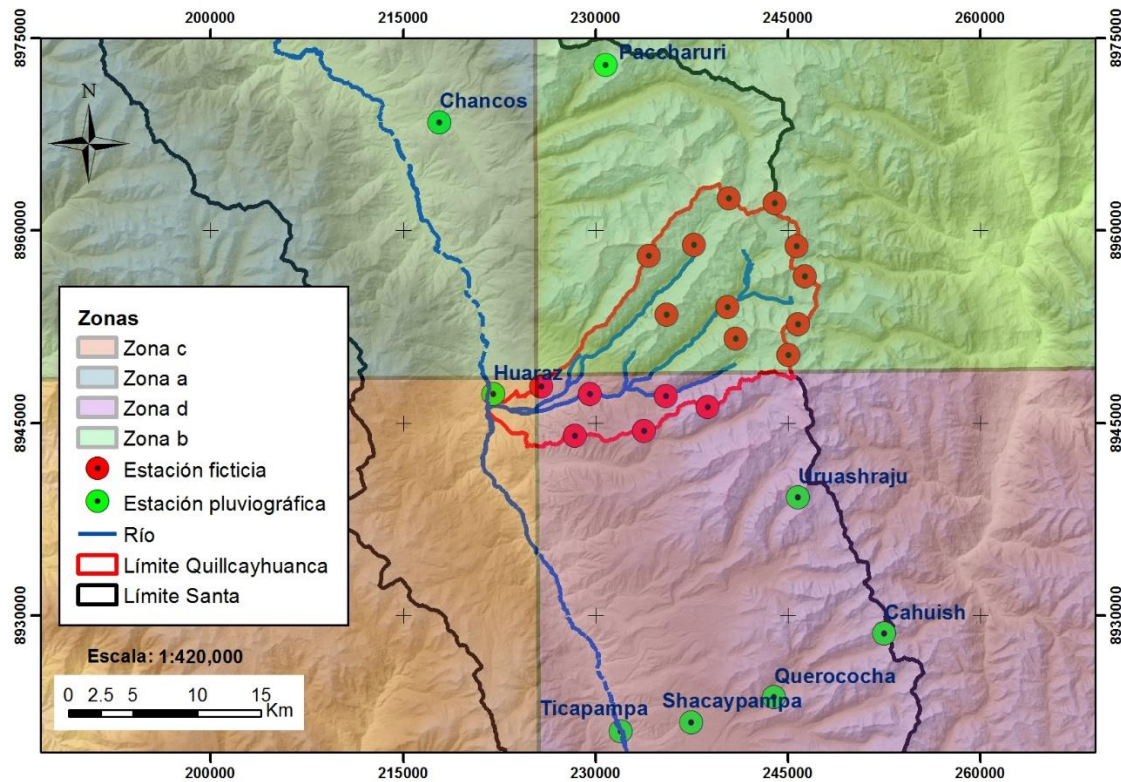 200000 215000 230000 245000 260000
8975000 8975000
Paccharuri
Chancos
N
8960000 8960000
Zonas
Zona c
Zona a
Zona d
Zona b
Estación ficticia
Estación pluviográfica
Río
Límite Quillcayhuanca
Límite Santa
Huaraz
8945000 8945000
Uruashraju
8930000 8930000
Cahuish
Escala: 1:420,000
0 2.5 5 10 15
Km
Querococha
Shacaypampa
Ticapampa
200000 215000 230000 245000 260000